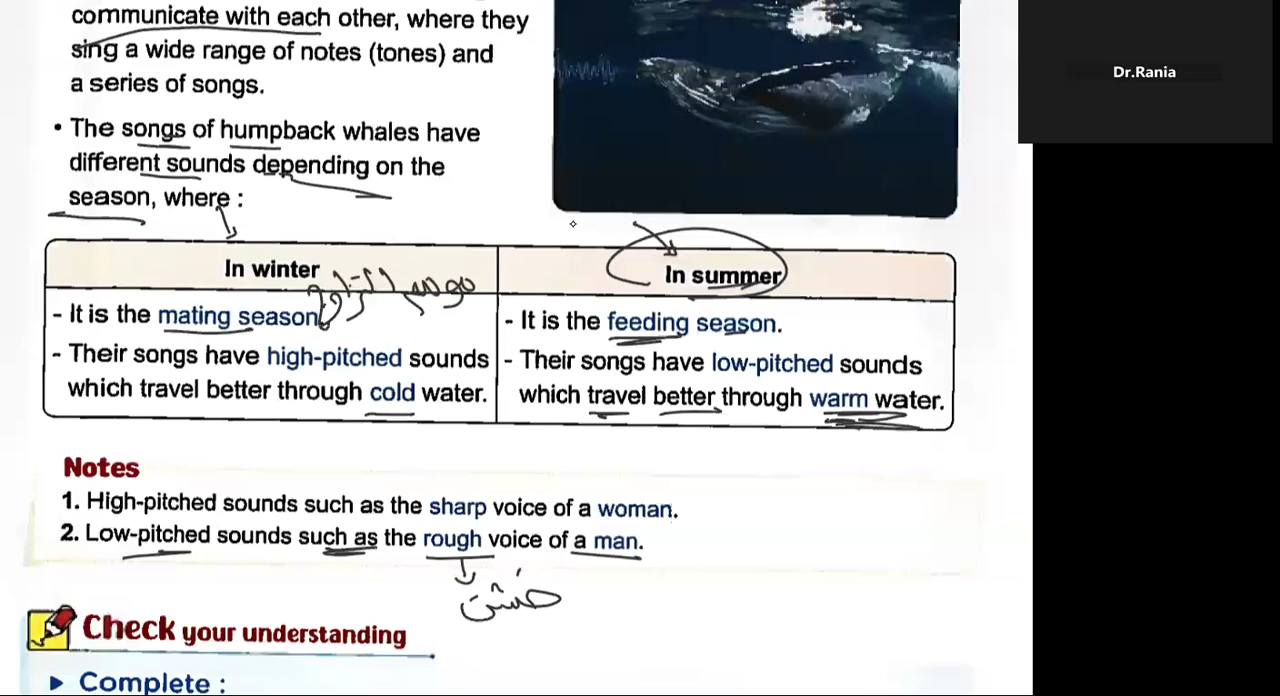 communicate with each other, where they
sing a wide range of notes (tones) and
a series of songs.
Dr.Rania
• The songs of humpback whales have
different sounds depending on the
season, where :
In winter
In summer
موسم التزاوج
- It is the mating season.
- Their songs have high-pitched sounds
which travel better through cold water.
- It is the feeding season.
- Their songs have low-pitched sounds
which travel better through warm water.
Notes
1. High-pitched sounds such as the sharp voice of a woman.
2. Low-pitched sounds such as the rough voice of a man.
خشن
Check your understanding
► Complete :